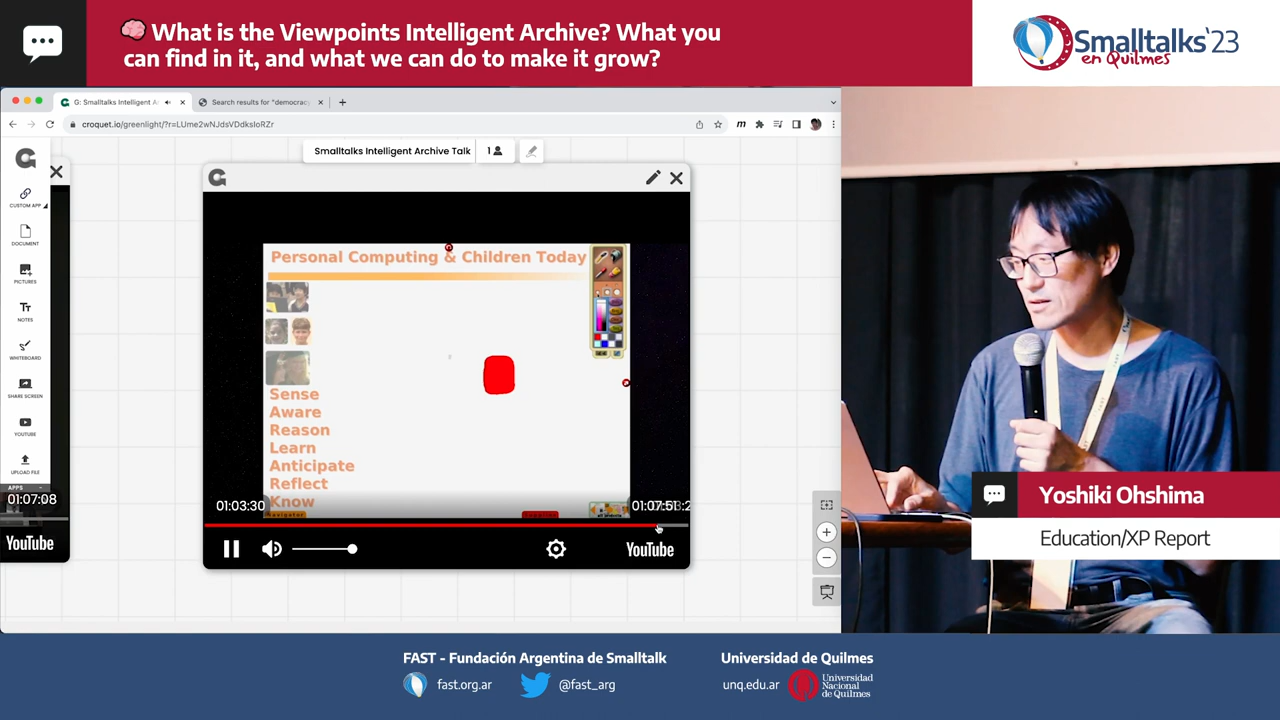 What is the Viewpoints Intelligent Archive? What you
can find in it, and what we can do to make it grow?
Smalltalks'23
en Quilmes
G: Smalltalks Intelligent A
Search results for "democrac
croquet.io/greenlight/?r=LUme2wNJdsVDdksIoRZr
Smalltalks Intelligent Archive Talk
1
CUSTOM APP
DOCUMENT
PICTURES
NOTES
WHITEBOARD
SHARE SCREEN
YOUTUBE
UPLOAD FILE
APPS
01:07:08
YouTube
Personal Computing & Children Today
Sense
Aware
Reason
Learn
Anticipate
Reflect
Know
01:03:30
01:07:51
YouTube
Yoshiki Ohshima
Education/XP Report
FAST - Fundación Argentina de Smalltalk
fast.org.ar
@fast_arg
Universidad de Quilmes
unq.edu.ar
Universidad
Nacional
de Quilmes